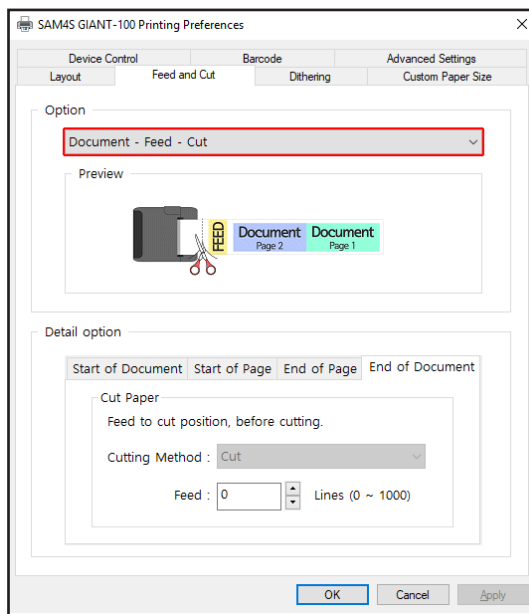 SAM4S GIANT-100 Printing Preferences
Device Control Barcode Advanced Settings
Layout Feed and Cut Dithering Custom Paper Size
Option
Document - Feed - Cut
Preview
FEED
Document Document
Page 2 Page 1
Detail option
Start of Document Start of Page End of Page End of Document
Cut Paper
Feed to cut position, before cutting.
Cutting Method : Cut
Feed : 0 Lines (0 ~ 1000)
OK Cancel Apply